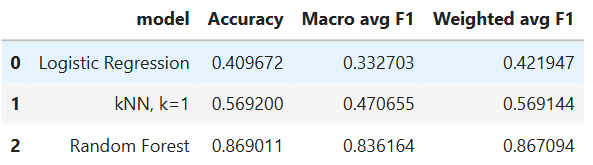 model Accuracy Macro avg F1 Weighted avg F1
0 Logistic Regression 0.409672 0.332703 0.421947
1 kNN, k=1 0.569200 0.470655 0.569144
2 Random Forest 0.869011 0.836164 0.867094